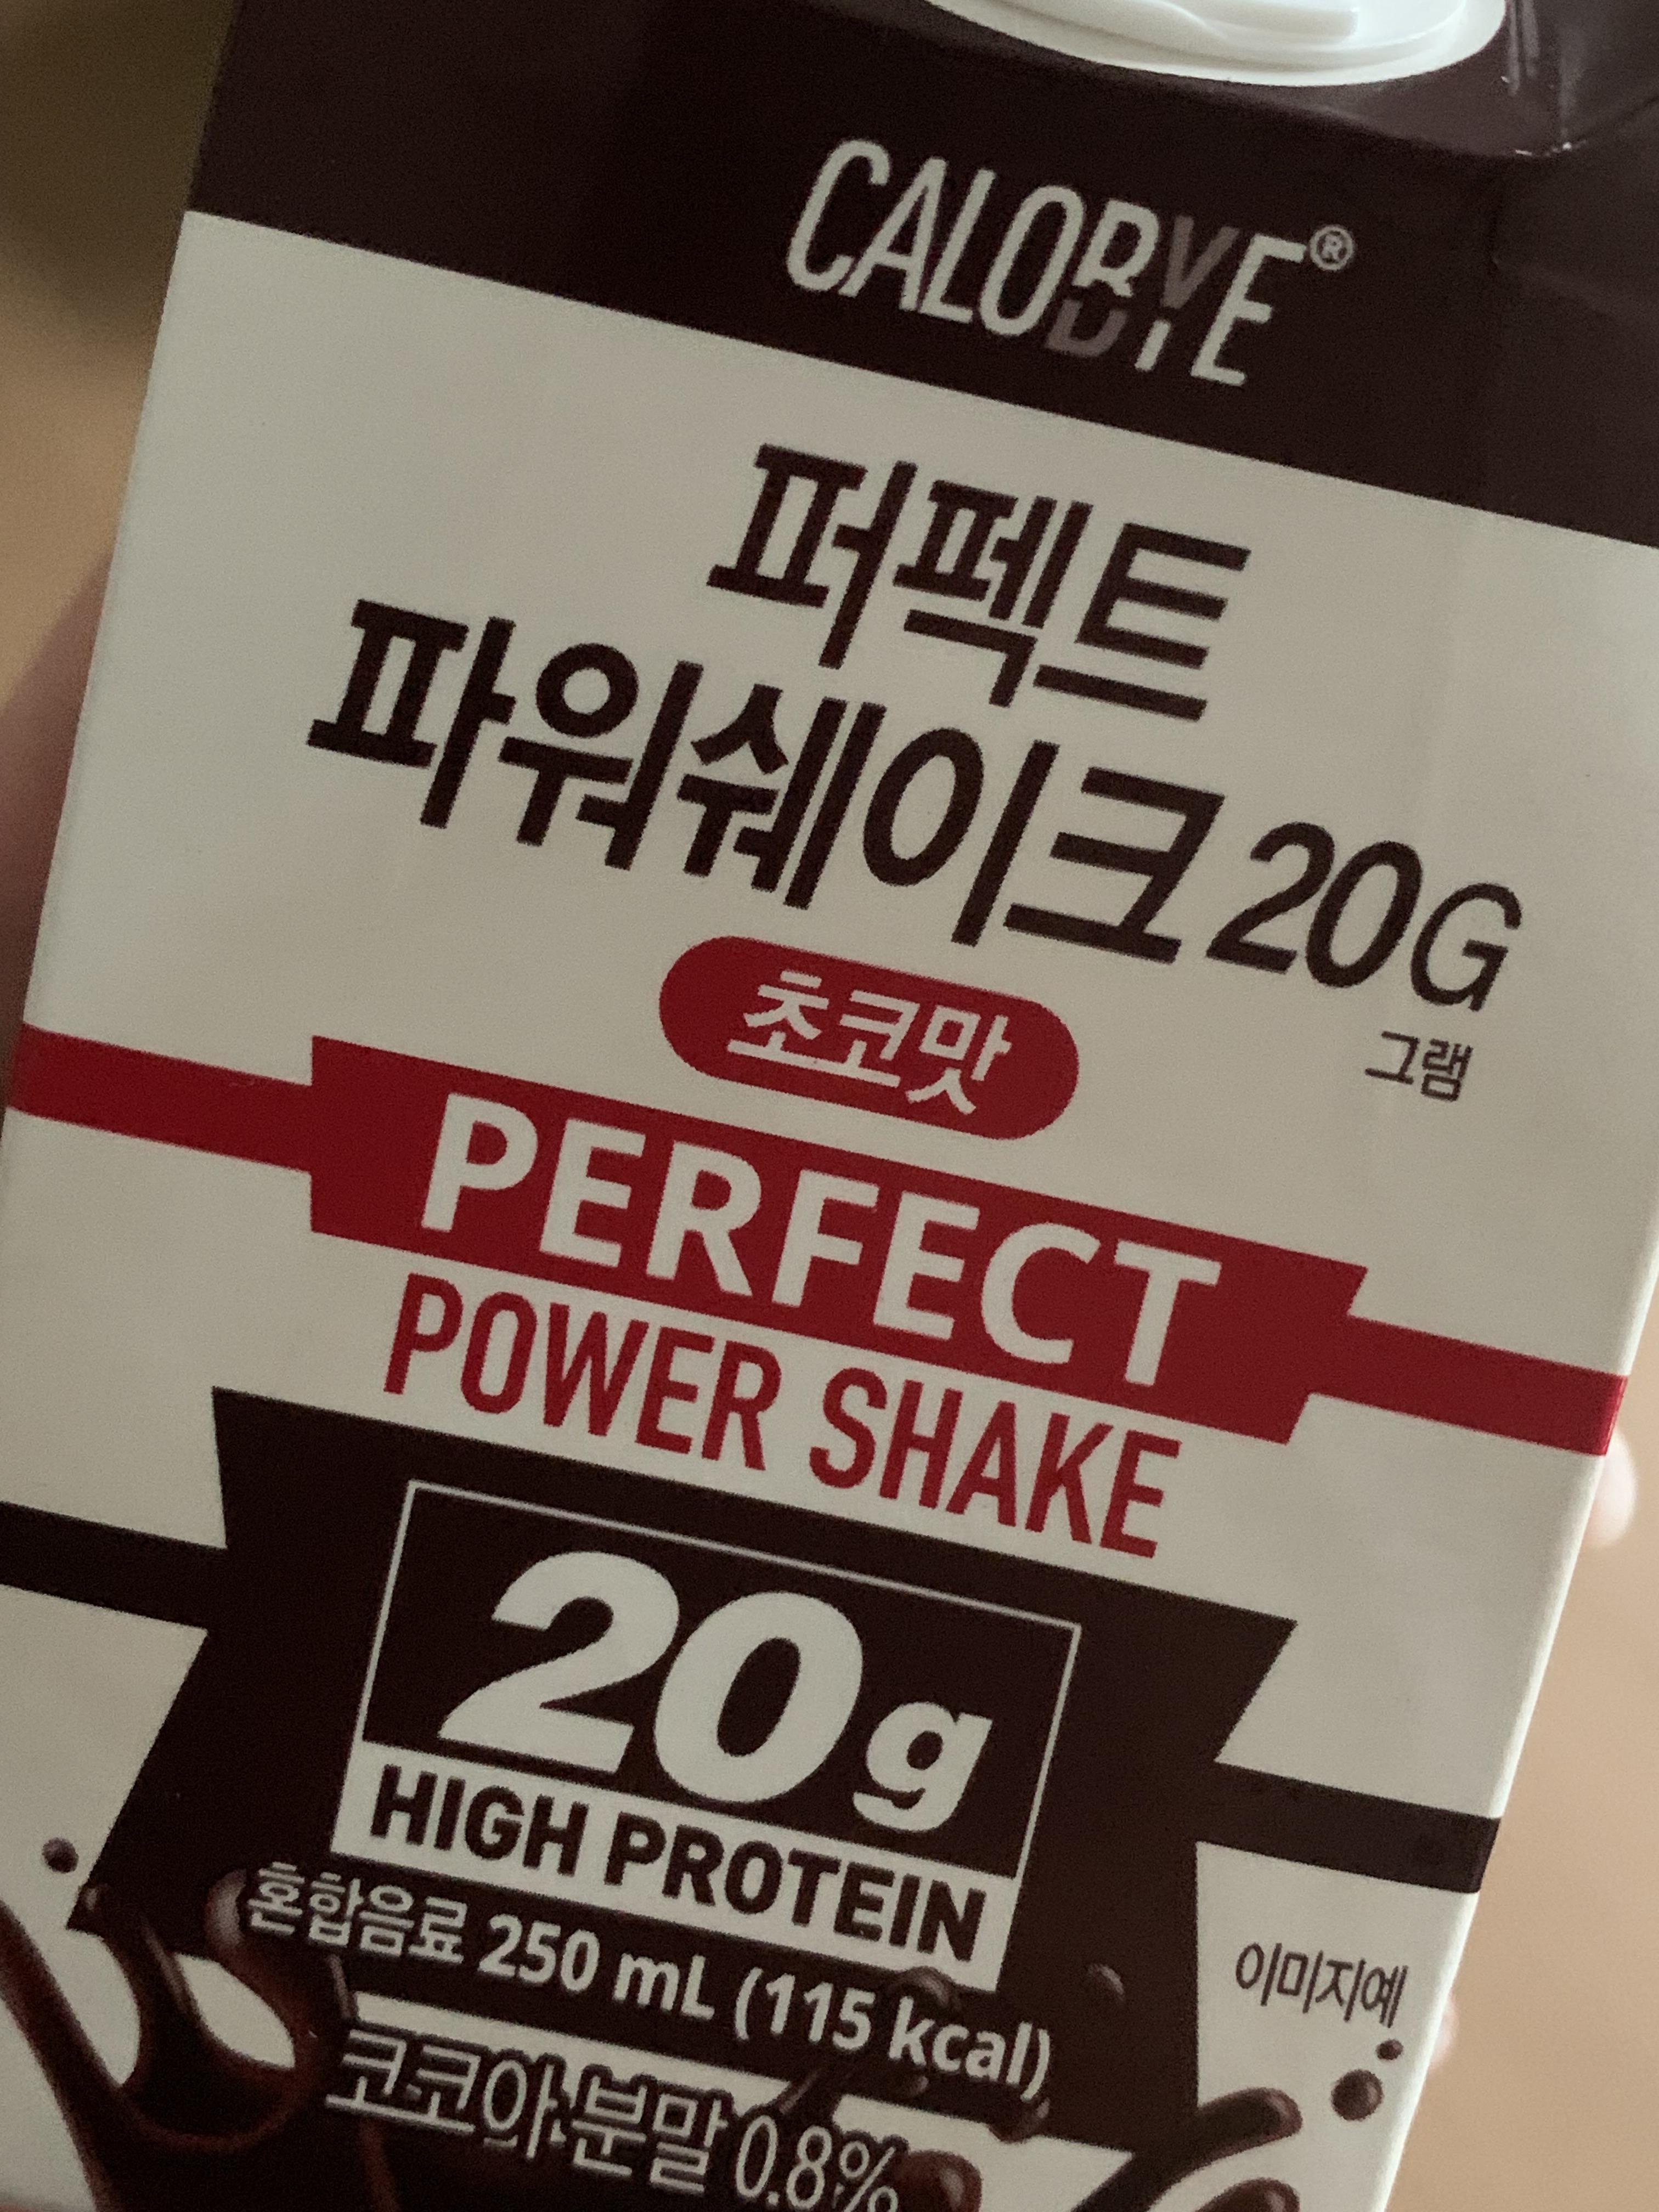 CALOBYE®
퍼펙트
파워쉐이크 20G
그램
초코맛
PERFECT
POWER SHAKE
20g
HIGH PROTEIN
혼합음료 250 mL (115 kcal)
이미지예
코코아분말 0.8%